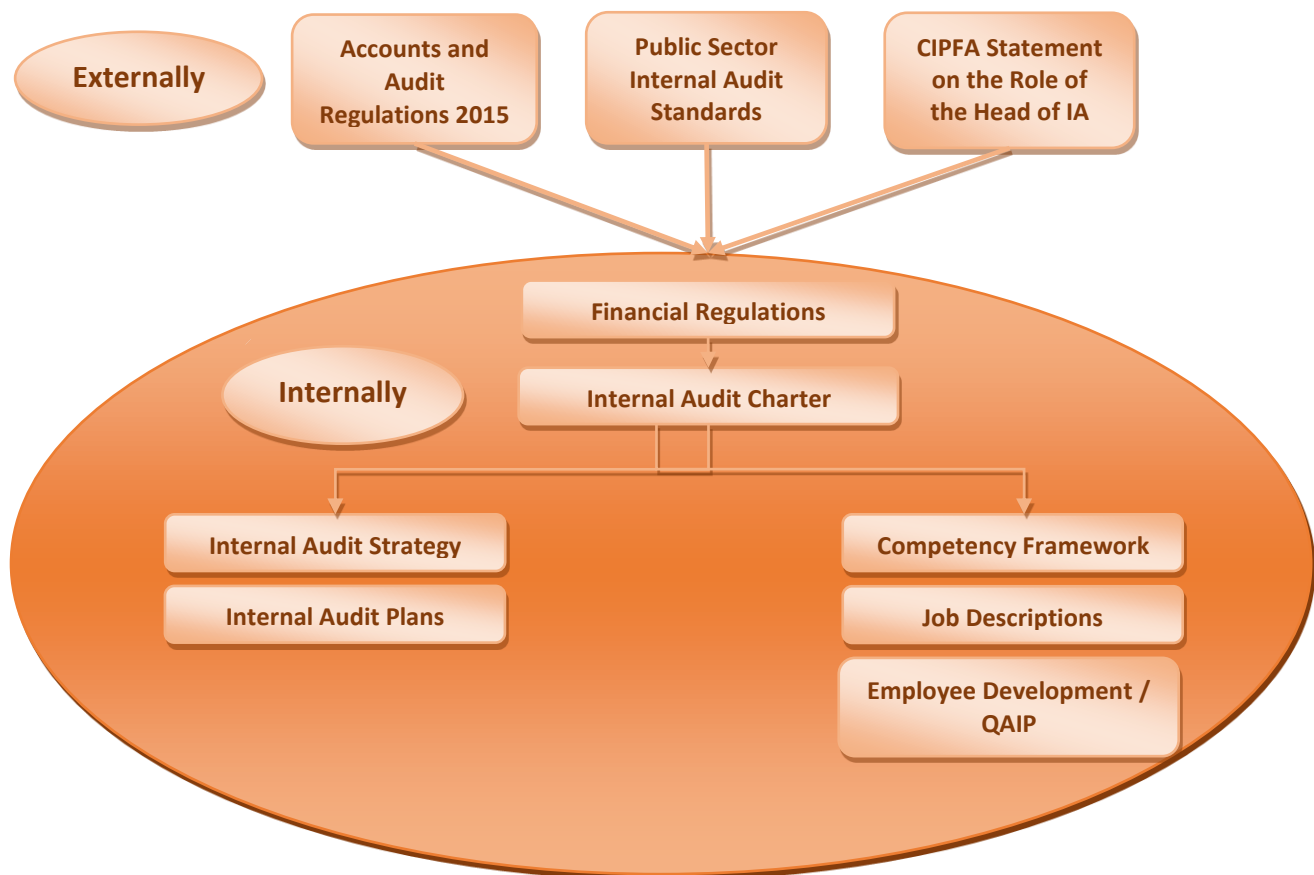 Externally
Accounts and
Audit
Regulations 2015
Public Sector
Internal Audit
Standards
CIPFA Statement
on the Role of
the Head of IA
Financial Regulations
Internally
Internal Audit Charter
Internal Audit Strategy
Internal Audit Plans
Competency Framework
Job Descriptions
Employee Development /
QAIP